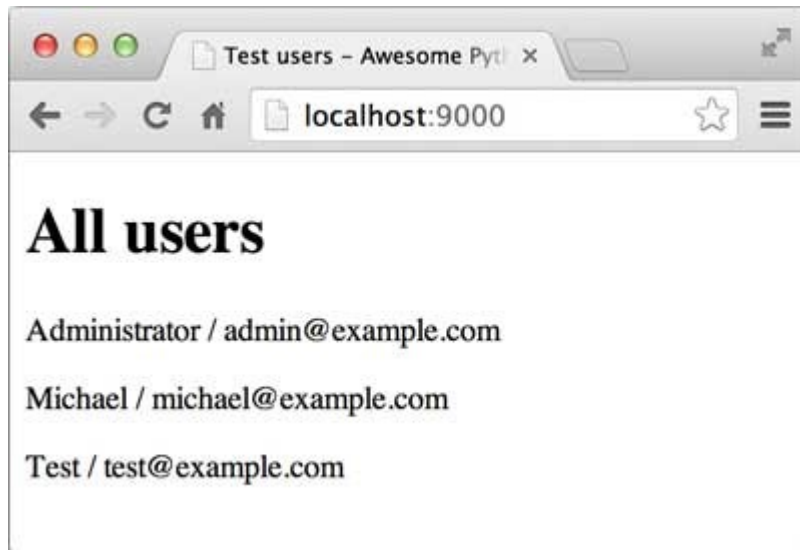 Test users – Awesome Pyt
localhost:9000
All users
Administrator / admin@example.com
Michael / michael@example.com
Test / test@example.com